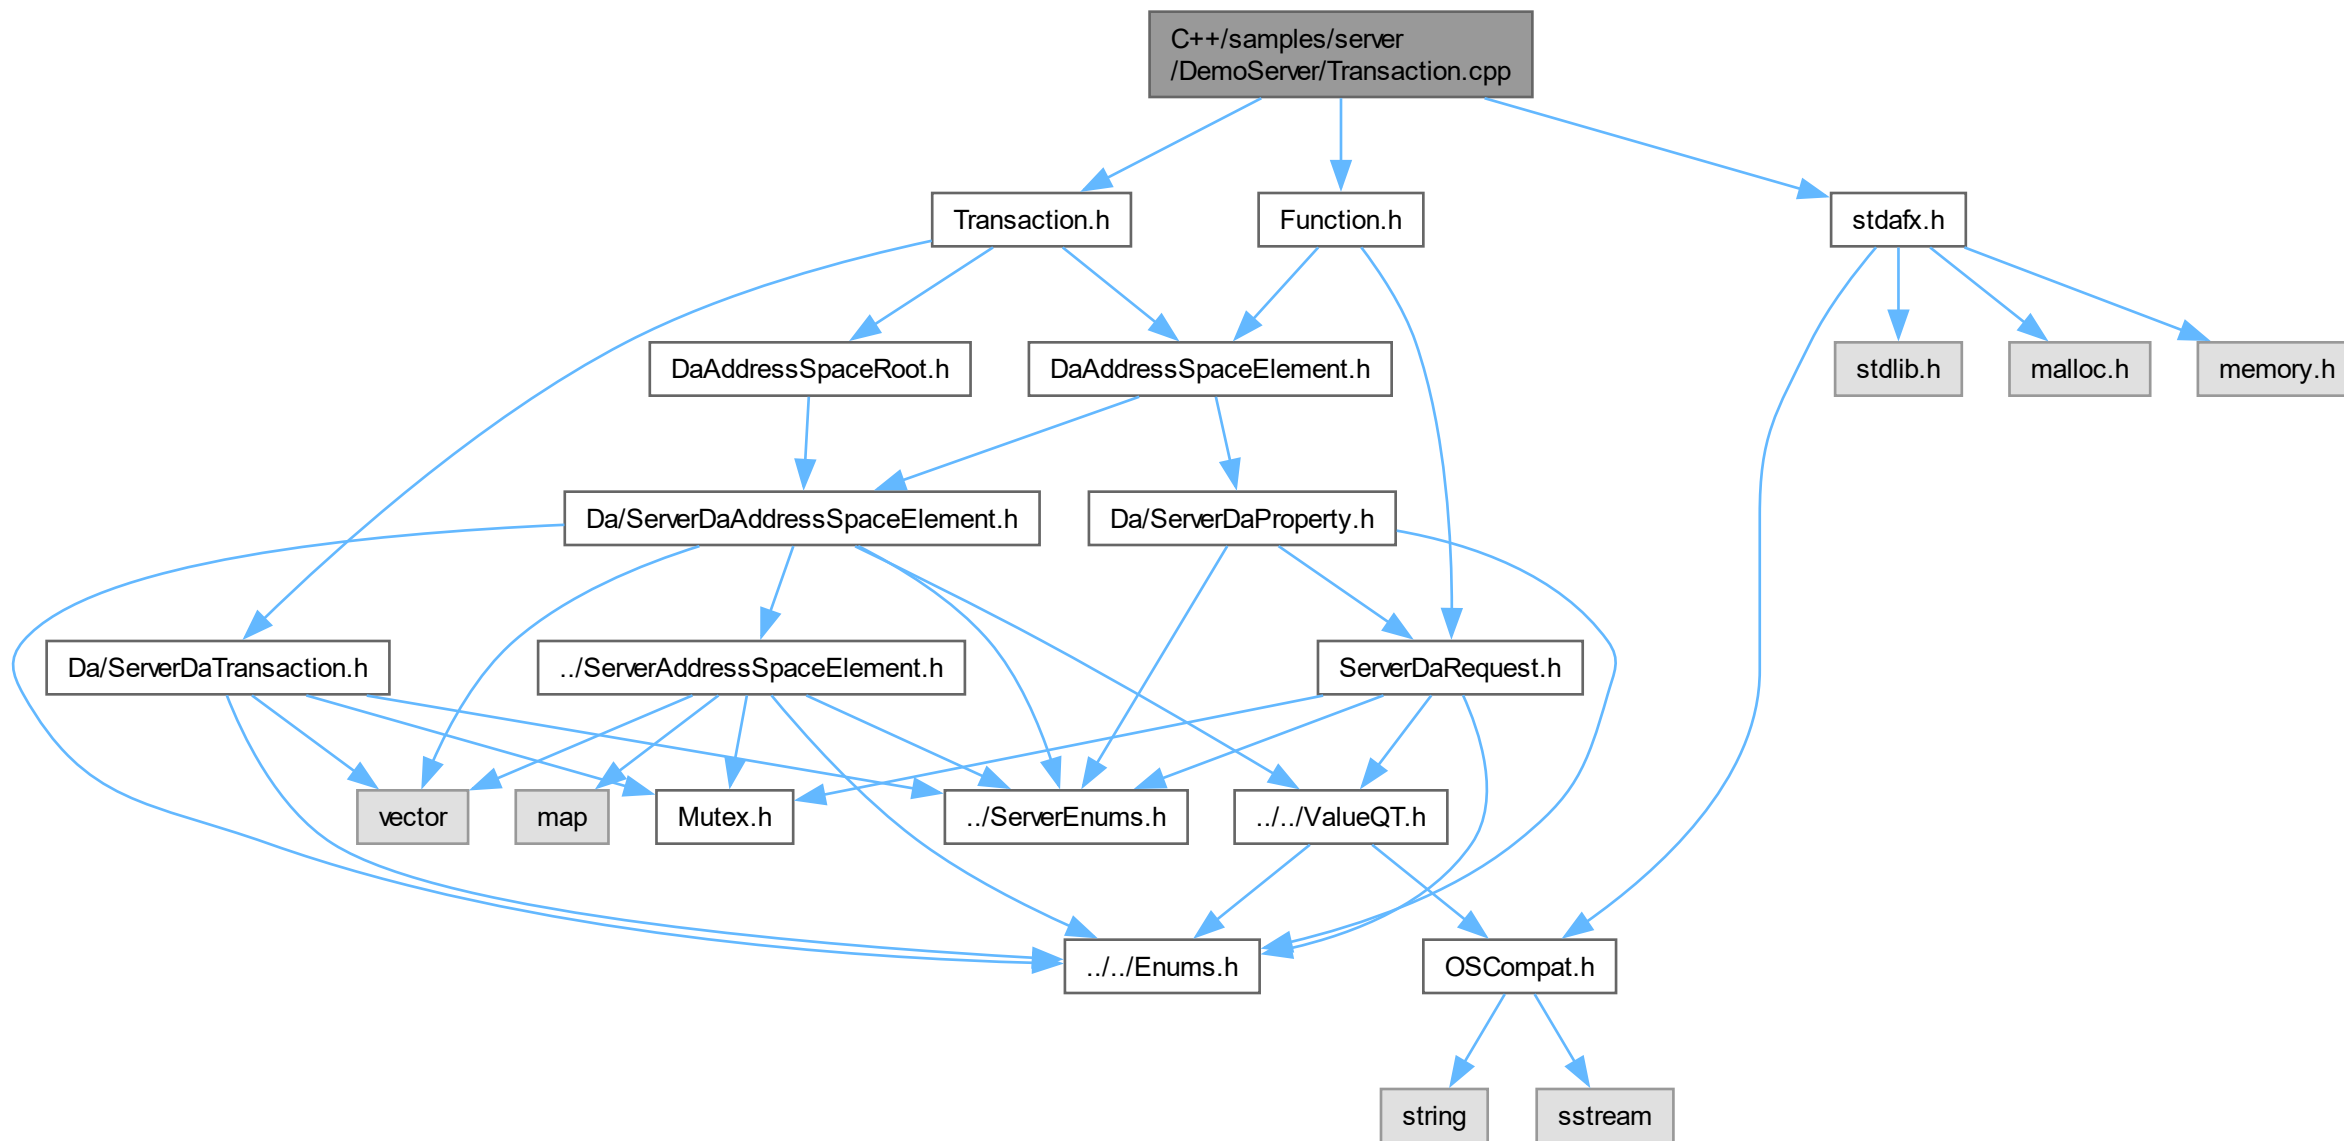 C++/samples/server
/DemoServer/Transaction.cpp
Transaction.h
Function.h
stdafx.h
DaAddressSpaceRoot.h
DaAddressSpaceElement.h
stdlib.h
malloc.h
memory.h
Da/ServerDaAddressSpaceElement.h
Da/ServerDaProperty.h
Da/ServerDaTransaction.h
../ServerAddressSpaceElement.h
ServerDaRequest.h
vector
map
Mutex.h
../ServerEnums.h
../../ValueQT.h
../../Enums.h
OSCompat.h
string
sstream